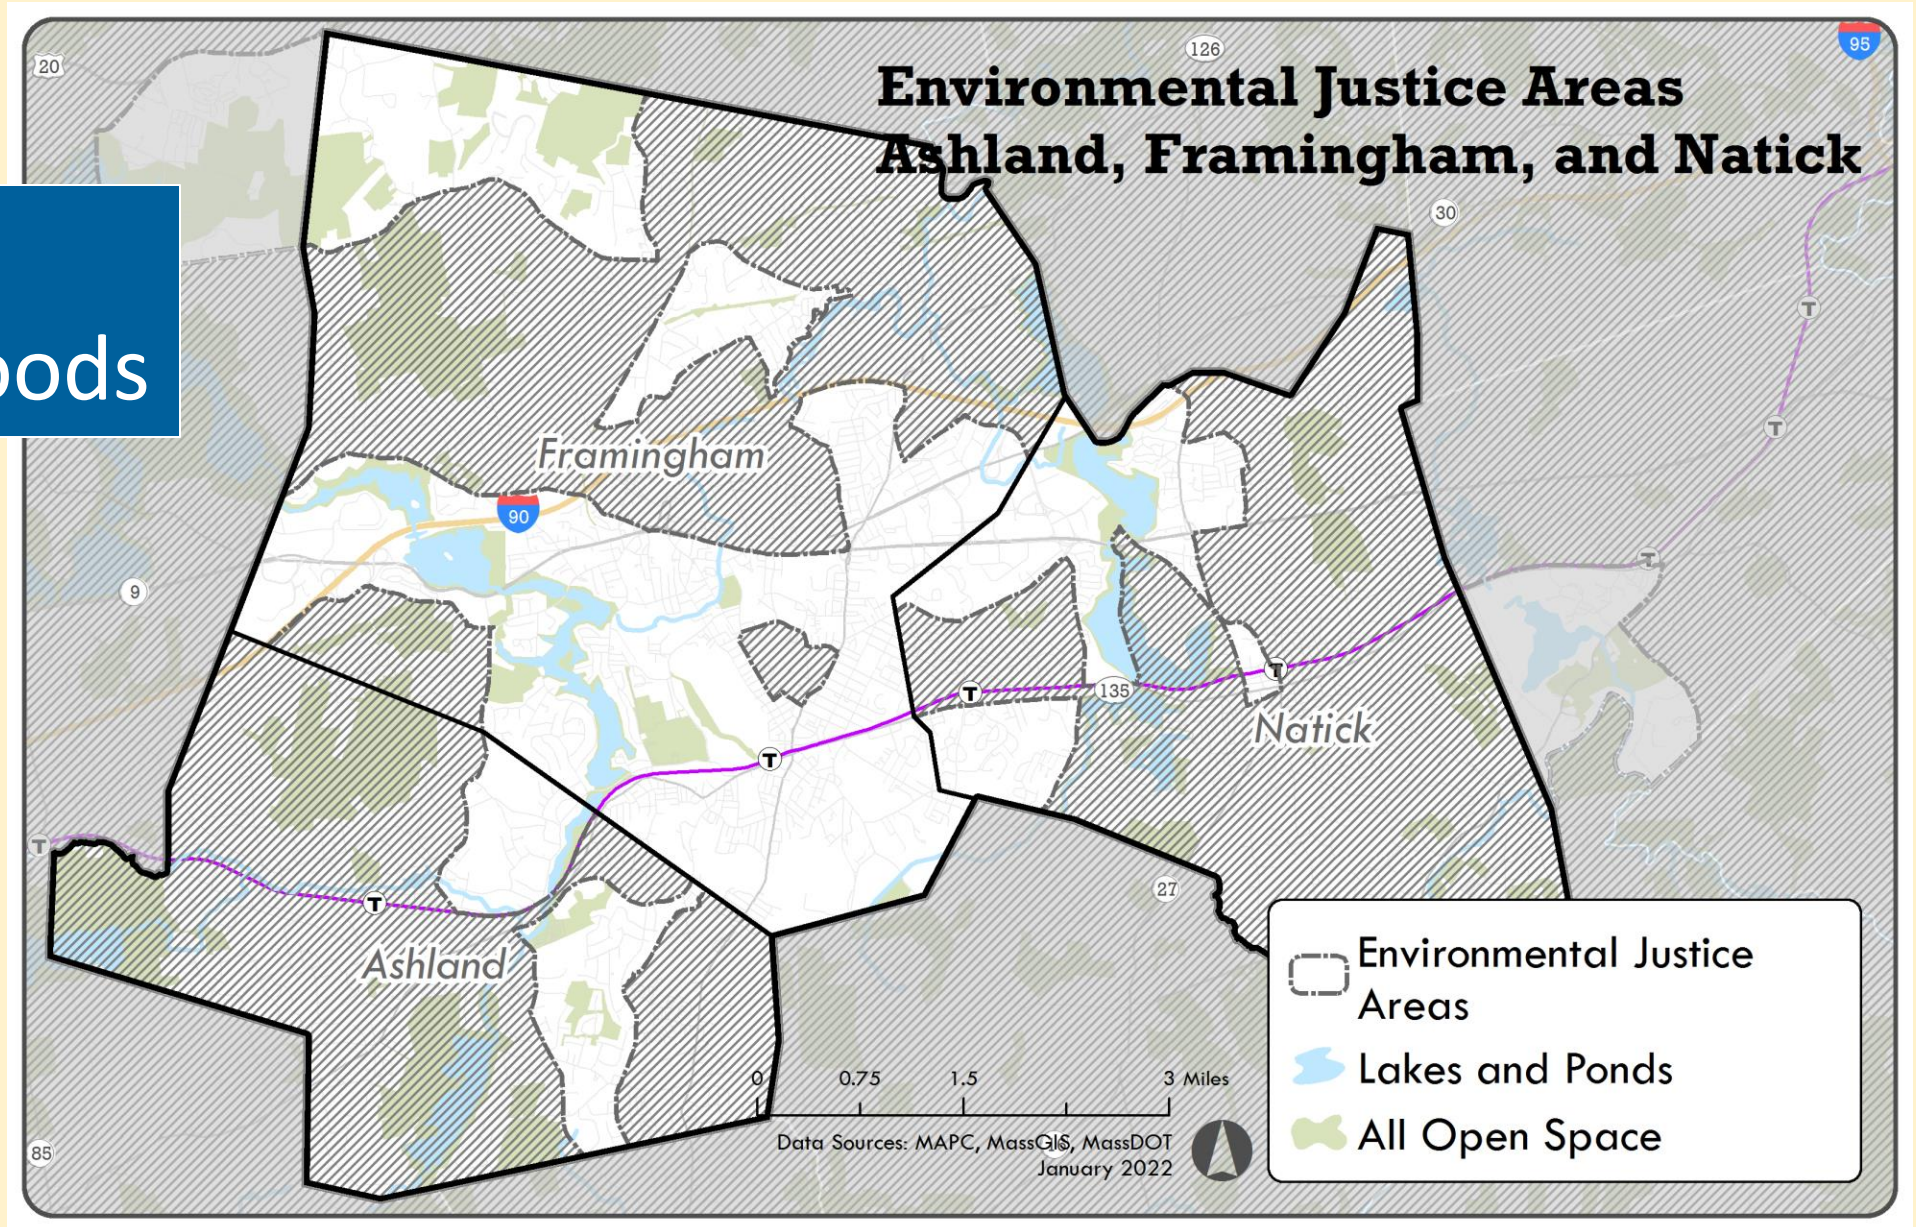 20
126
95
Environmental Justice Areas
Ashland, Framingham, and Natick
30
T
T
Framingham
90
T
9
T
T
135
Natick
T
T
T
27
Ashland
85
0 0.75 1.5 3 Miles
Data Sources: MAPC, MassGIS, MassDOT
January 2022
Environmental Justice
Areas
Lakes and Ponds
All Open Space